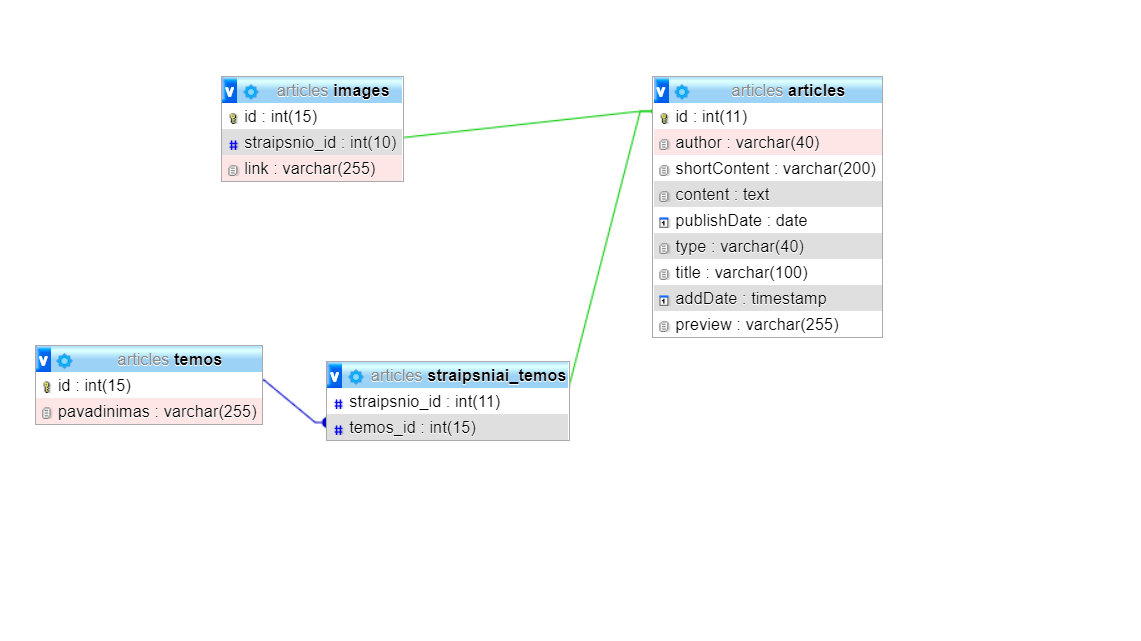 v articles images
id : int(15)
straipsnio_id : int(10)
link : varchar(255)
v articles articles
id : int(11)
author : varchar(40)
shortContent : varchar(200)
content : text
publishDate : date
type : varchar(40)
title : varchar(100)
addDate : timestamp
preview : varchar(255)
v articles temos
id : int(15)
pavadinimas : varchar(255)
v articles straipsniai_temos
# straipsnio_id : int(11)
# temos_id : int(15)